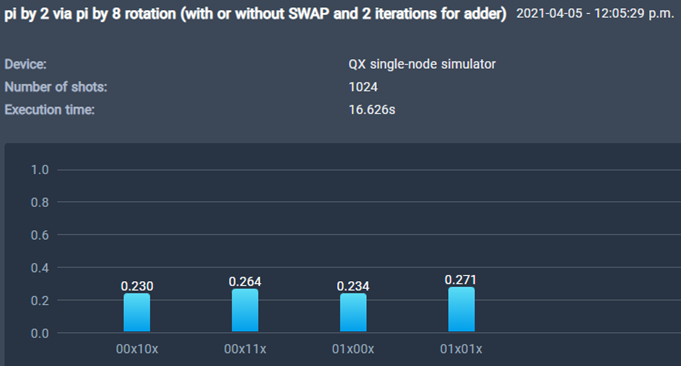 pi by 2 via pi by 8 rotation (with or without SWAP and 2 iterations for adder) 2021-04-05 - 12:05:29 p.m.
Device: QX single-node simulator
Number of shots: 1024
Execution time: 16.626s
1.0
0.8
0.6
0.4
0.2
0.0
0.230
0.264
0.234
0.271
00x10x 00x11x 01x00x 01x01x